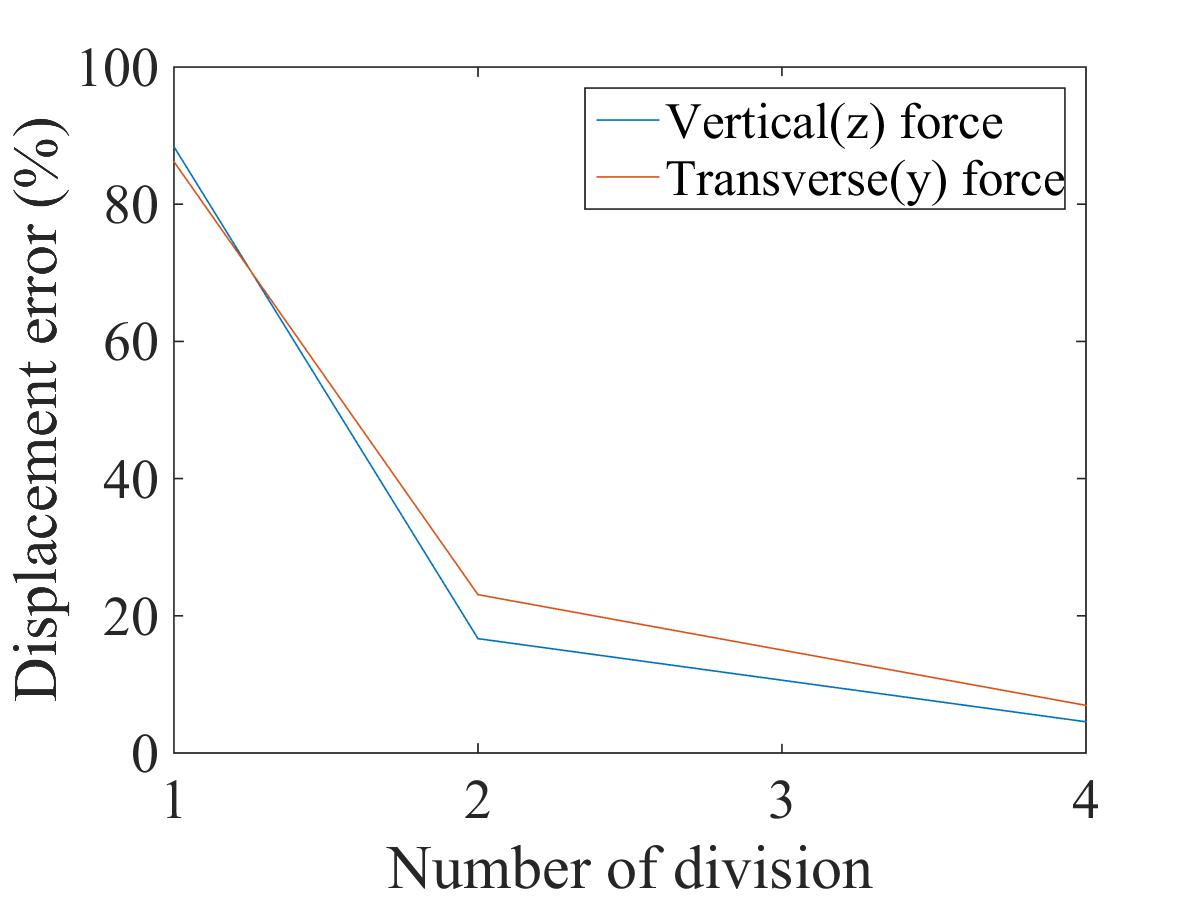 100
80
60
40
20
0
1 2 3 4
Displacement error (%)
Number of division
Vertical(z) force
Transverse(y) force